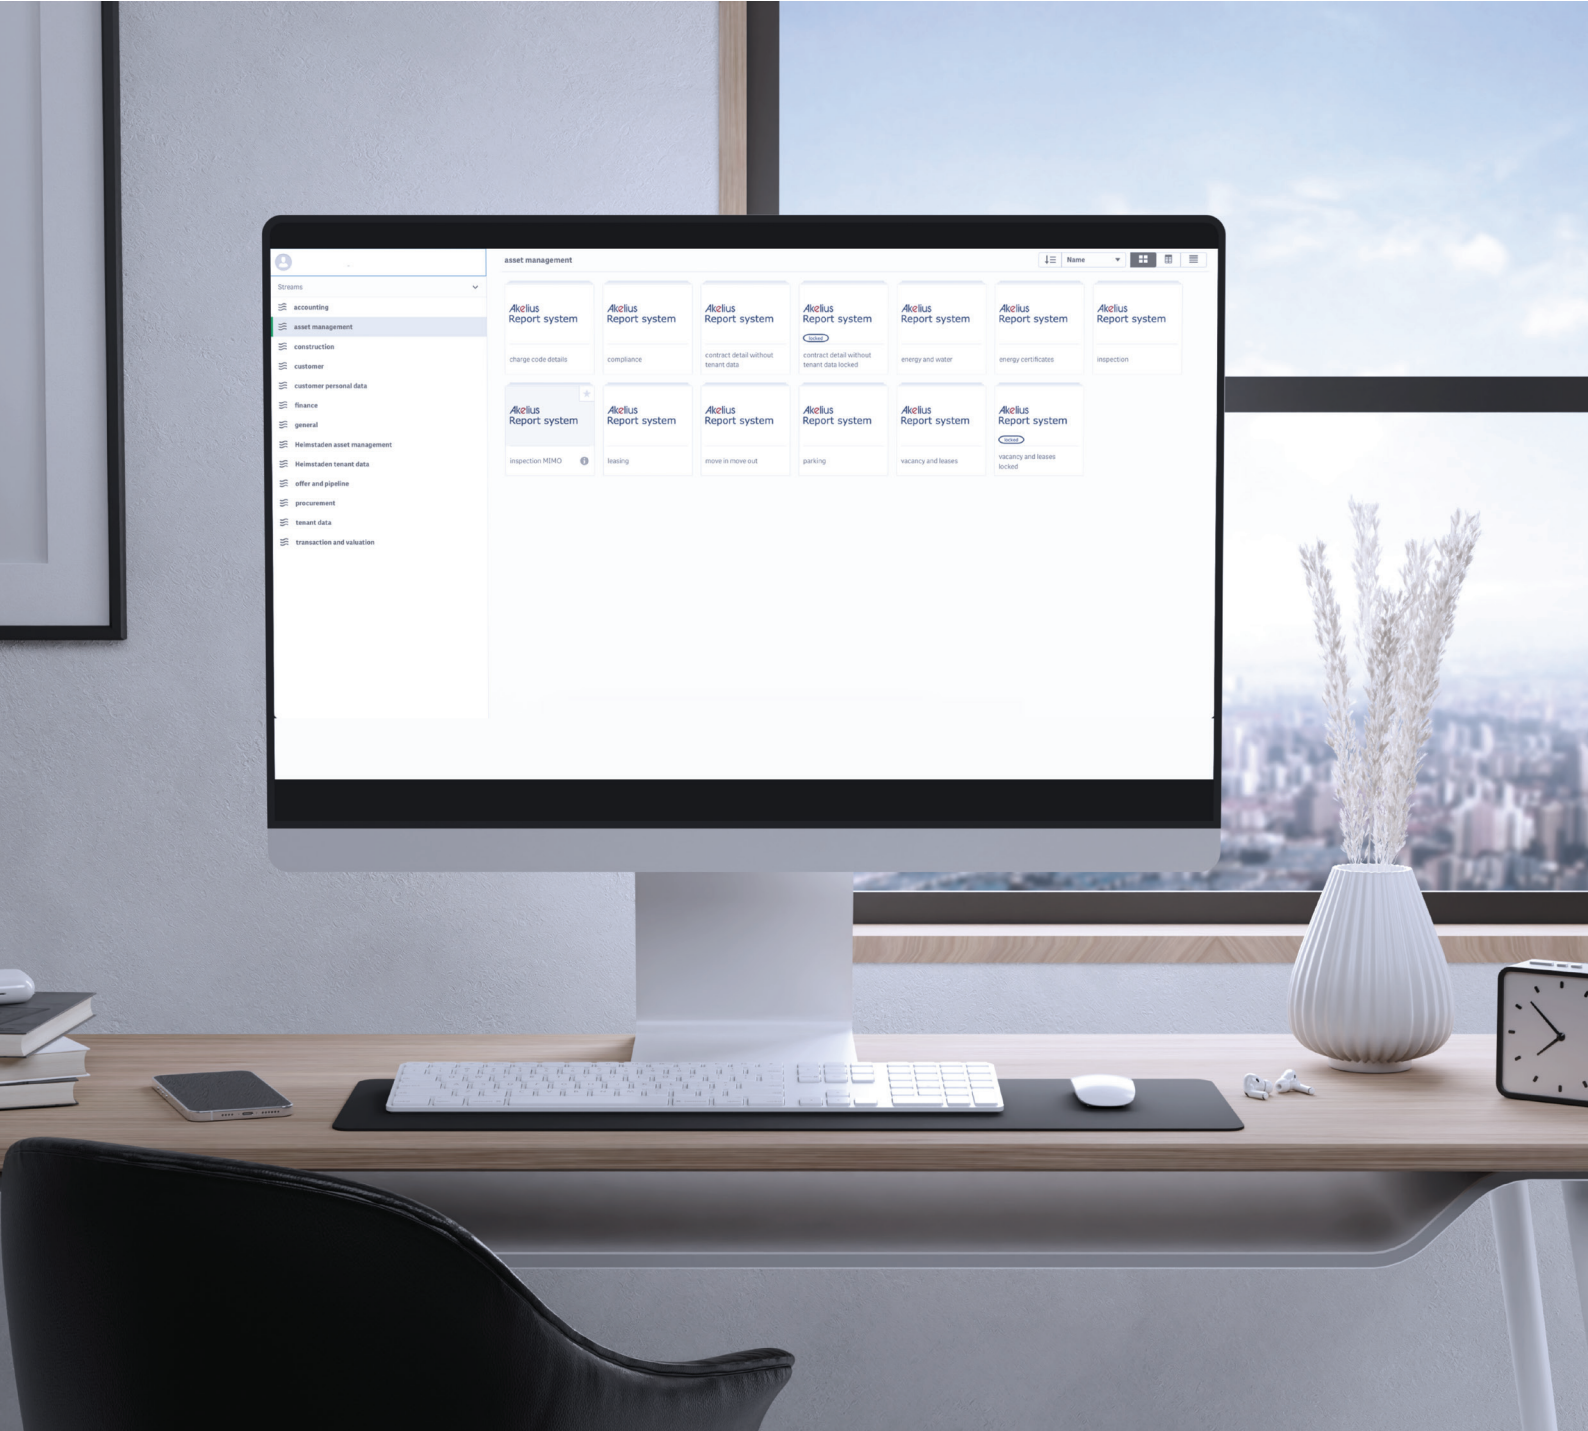 Streams
accounting
asset management
construction
customer
customer personal data
finance
general
Heimstaden asset management
Heimstaden tenant data
offer and pipeline
procurement
tenant data
transaction and valuation
asset management
Name
Akelius
Report system
charge code details
Akelius
Report system
compliance
Akelius
Report system
contract detail without
tenant data
Akelius
Report system
locked
contract detail without
tenant data locked
Akelius
Report system
energy and water
Akelius
Report system
energy certificates
Akelius
Report system
inspection
Akelius
Report system
inspection MIMO
Akelius
Report system
leasing
Akelius
Report system
move in move out
Akelius
Report system
parking
Akelius
Report system
vacancy and leases
Akelius
Report system
locked
vacancy and leases
locked